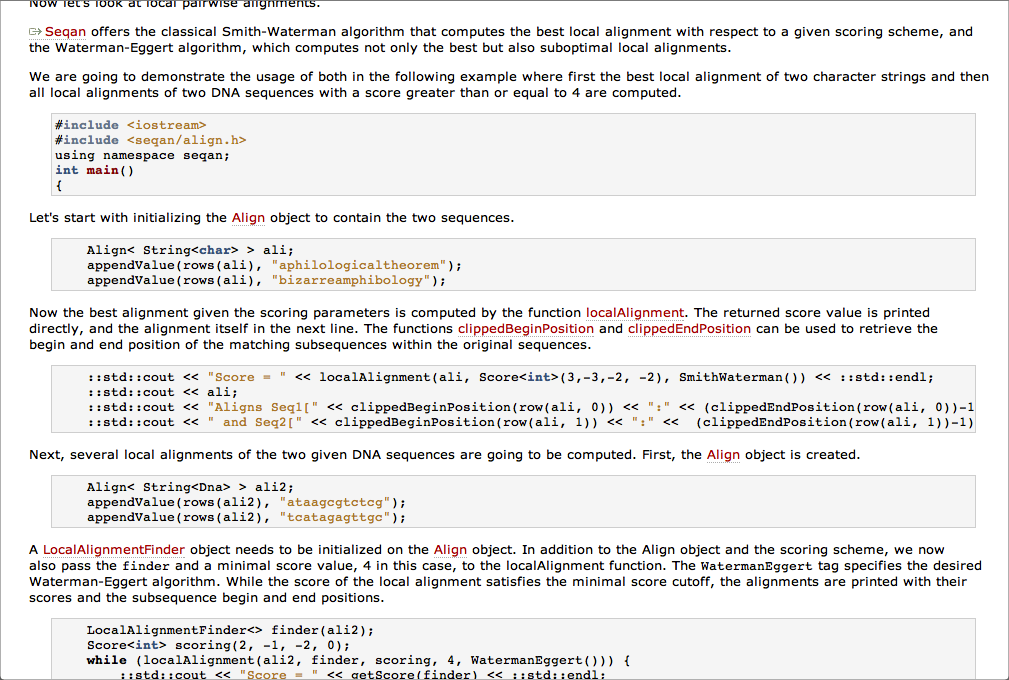 Now let's look at local pairwise alignments.
Seqan offers the classical Smith-Waterman algorithm that computes the best local alignment with respect to a given scoring scheme, and
the Waterman-Eggert algorithm, which computes not only the best but also suboptimal local alignments.
We are going to demonstrate the usage of both in the following example where first the best local alignment of two character strings and then
all local alignments of two DNA sequences with a score greater than or equal to 4 are computed.
#include <iostream>
#include <seqan/align.h>
using namespace seqan;
int main()
{
Let's start with initializing the Align object to contain the two sequences.
Align< String<char> > ali;
appendValue(rows(ali), "aphilologicaltheorem");
appendValue(rows(ali), "bizarreamphibology");
Now the best alignment given the scoring parameters is computed by the function localAlignment. The returned score value is printed
directly, and the alignment itself in the next line. The functions clippedBeginPosition and clippedEndPosition can be used to retrieve the
begin and end position of the matching subsequences within the original sequences.
::std::cout << "Score = " << localAlignment(ali, Score<int>(3,-3,-2, -2), SmithWaterman()) << ::std::endl;
::std::cout << ali;
::std::cout << "Aligns Seq1[" << clippedBeginPosition(row(ali, 0)) << ":" << (clippedEndPosition(row(ali, 0))-1
::std::cout << " and Seq2[" << clippedBeginPosition(row(ali, 1)) << ":" <<  (clippedEndPosition(row(ali, 1))-1)
Next, several local alignments of the two given DNA sequences are going to be computed. First, the Align object is created.
Align< String<Dna> > ali2;
appendValue(rows(ali2), "ataagcgtctcg");
appendValue(rows(ali2), "tcatagagttgc");
A LocalAlignmentFinder object needs to be initialized on the Align object. In addition to the Align object and the scoring scheme, we now
also pass the finder and a minimal score value, 4 in this case, to the localAlignment function. The WatermanEggert tag specifies the desired
Waterman-Eggert algorithm. While the score of the local alignment satisfies the minimal score cutoff, the alignments are printed with their
scores and the subsequence begin and end positions.
LocalAlignmentFinder<> finder(ali2);
Score<int> scoring(2, -1, -2, 0);
while (localAlignment(ali2, finder, scoring, 4, WatermanEggert())) {
::std::cout << "Score = " << getScore(finder) << ::std::endl;